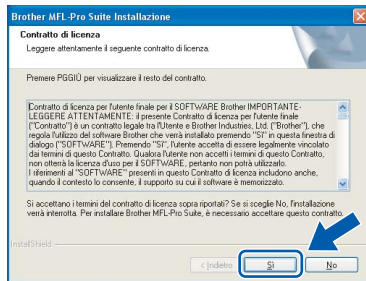 Brother MFL-Pro Suite Installazione
Contratto di licenza
Leggere attentamente il seguente contratto di licenza.
Premere PGGIÙ per visualizzare il resto del contratto.
Contratto di licenza per l'utente finale per il SOFTWARE Brother IMPORTANTE-
LEGGERE ATTENTAMENTE: il presente Contratto di licenza per l'utente finale
("Contratto") è un contratto legale tra l'Utente e Brother Industries, Ltd. ("Brother"), che
regola l'utilizzo del software Brother che verrà installato premendo "SÌ" in questa finestra di
dialogo ("SOFTWARE"). Premendo "SÌ", l'utente accetta di essere legalmente vincolato
dai termini di questo Contratto. Qualora l'utente non accetti i termini di questo Contratto,
non otterrà la licenza d'uso per il SOFTWARE, pertanto non potrà utilizzarlo.
I riferimenti al "SOFTWARE" presenti in questo Contratto di licenza includono anche,
quando il contesto lo consente, il supporto su cui il software è memorizzato.
Si accettano i termini del contratto di licenza sopra riportati? Se si sceglie No, l'installazione
verrà interrotta. Per installare Brother MFL-Pro Suite, è necessario accettare questo contratto.
InstallShield
< Indietro
Sì
No